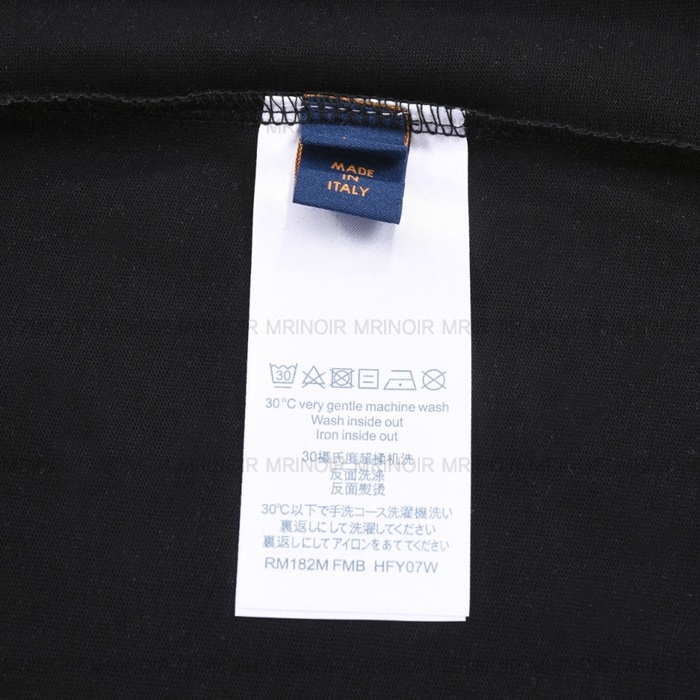 MADE
IN
ITALY
MRINOIR MRINOIR MRINOIR
30
30°C very gentle machine wash
Wash inside out
Iron inside out
30摄氏度超揉机洗
反面洗涤
反面熨烫
30℃以下で手洗コース洗濯機洗い
裏返しにして洗濯してください
裏返しにしてアイロンをあててください
RM182M FMB HFY07W